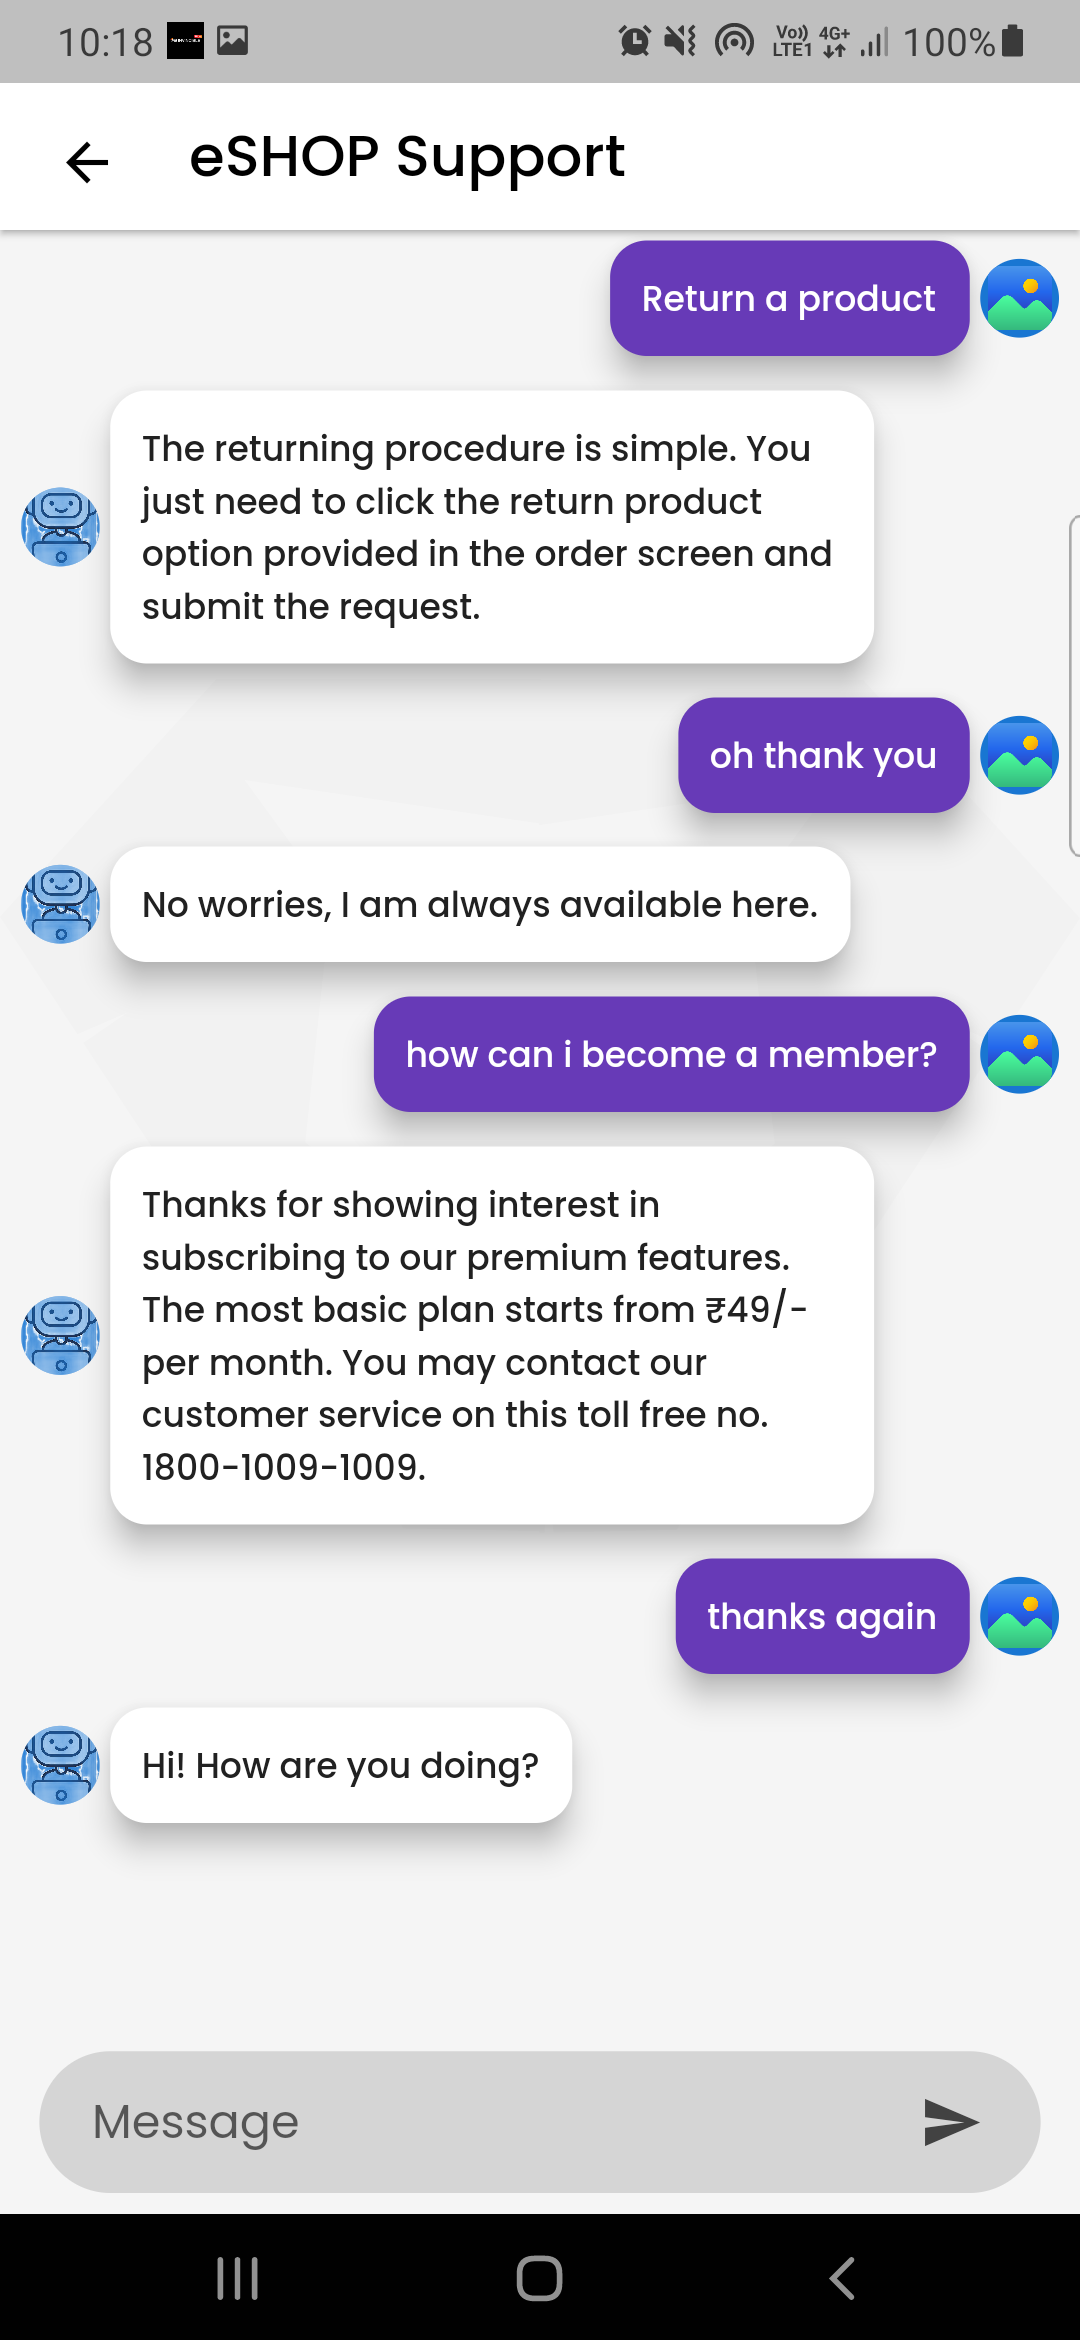 10:18
Vo)) 4G+ 100%
LTE1
eSHOP Support
Return a product
The returning procedure is simple. You
just need to click the return product
option provided in the order screen and
submit the request.
oh thank you
No worries, I am always available here.
how can i become a member?
Thanks for showing interest in
subscribing to our premium features.
The most basic plan starts from ₹49/-
per month. You may contact our
customer service on this toll free no.
1800-1009-1009.
thanks again
Hi! How are you doing?
Message